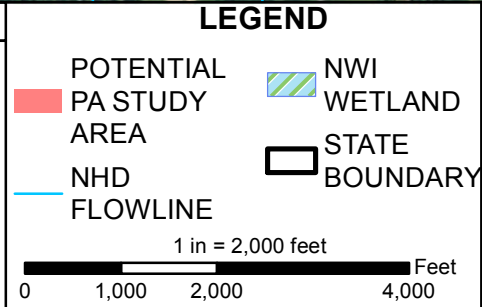 LEGEND
POTENTIAL
PA STUDY
AREA
NHD
FLOWLINE
NWI
WETLAND
STATE
BOUNDARY
1 in = 2,000 feet
Feet
0 1,000 2,000 4,000